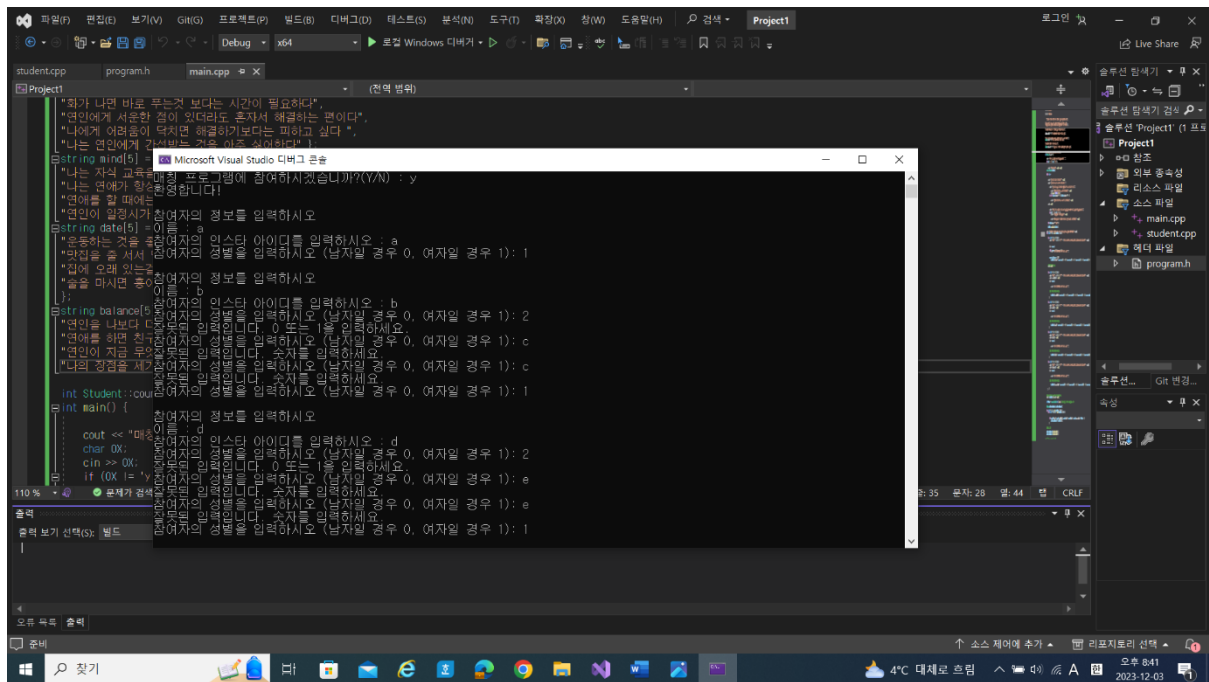 파일(F) 편집(E) 보기(V) Git(G) 프로젝트(P) 빌드(B) 디버그(D) 테스트(S) 분석(N) 도구(T) 확장(X) 창(W) 도움말(H) 검색 Project1 로그인
Debug x64 로컬 Windows 디버거 Live Share
student.cpp program.h main.cpp
Project1 (전역 범위)
"화가 나면 바로 푸는것 보다는 시간이 필요하다",
"연인에게 서운한 점이 있더라도 혼자서 해결하는 편이다",
"나에게 어려움이 닥치면 해결하기보다는 피하고 싶다 ",
"나는 연인에게 간섭받는 것을 아주 싫어한다" };
string mind[5] =
"나는 자식 교육을
"나는 연애가 항상
"연애를 할 때에는
"연인이 일정시가
string date[5] =
"운동하는 것을
"맛집을 줄 서서
"집에 오래 있는
"술을 마시면 흥이
};
string balance[5
"연인을 나보다
"연애를 하면 친구
"연인이 지금 무엇
"나의 장점을 세가
int Student::cou
int main() {
cout << "매칭
char OX;
cin >> OX;
if (OX != 'y
Microsoft Visual Studio 디버그 콘솔
매칭 프로그램에 참여하시겠습니까?(Y/N) : y
환영합니다!
참여자의 정보를 입력하시오
이름 : a
참여자의 인스타 아이디를 입력하시오 : a
참여자의 성별을 입력하시오 (남자일 경우 0, 여자일 경우 1): 1
참여자의 정보를 입력하시오
이름 : b
참여자의 인스타 아이디를 입력하시오 : b
참여자의 성별을 입력하시오 (남자일 경우 0, 여자일 경우 1): 2
잘못된 입력입니다. 0 또는 1을 입력하세요.
참여자의 성별을 입력하시오 (남자일 경우 0, 여자일 경우 1): c
잘못된 입력입니다. 숫자를 입력하세요.
참여자의 성별을 입력하시오 (남자일 경우 0, 여자일 경우 1): c
잘못된 입력입니다. 숫자를 입력하세요.
참여자의 성별을 입력하시오 (남자일 경우 0, 여자일 경우 1): 1
참여자의 정보를 입력하시오
이름 : d
참여자의 인스타 아이디를 입력하시오 : d
참여자의 성별을 입력하시오 (남자일 경우 0, 여자일 경우 1): 2
잘못된 입력입니다. 0 또는 1을 입력하세요.
참여자의 성별을 입력하시오 (남자일 경우 0, 여자일 경우 1): e
잘못된 입력입니다. 숫자를 입력하세요.
참여자의 성별을 입력하시오 (남자일 경우 0, 여자일 경우 1): e
잘못된 입력입니다. 숫자를 입력하세요.
참여자의 성별을 입력하시오 (남자일 경우 0, 여자일 경우 1): 1
솔루션 탐색기
솔루션 탐색기 검색
솔루션 'Project1' (1 프로
Project1
참조
외부 종속성
리소스 파일
소스 파일
main.cpp
student.cpp
헤더 파일
program.h
솔루션... Git 변경...
속성
110 % 문제가 검색 35 문자: 28 열: 44 탭 CRLF
출력
출력 보기 선택(S): 빌드
오류 목록 출력
준비 소스 제어에 추가 리포지토리 선택
찾기 4°C 대체로 흐림 A 오후 8:41
2023-12-03